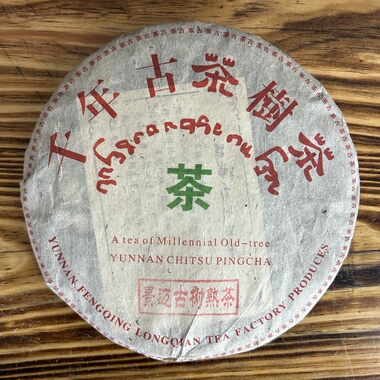 千年古茶樹茶
茶
A tea of Millennial Old-tree
YUNNAN CHITSU PINGCHA
景迈古树熟茶
YUNNAN FENGQING LONGQIAN TEA FACTORY PRODUCES